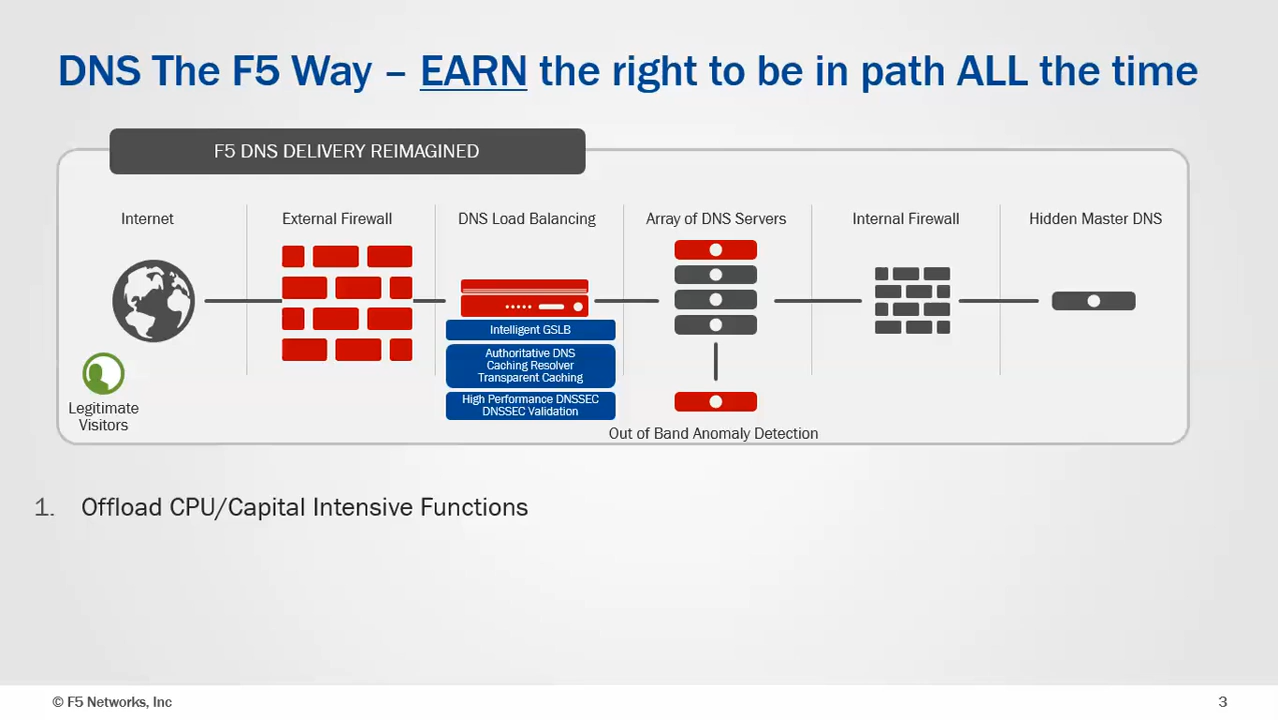 DNS The F5 Way – EARN the right to be in path ALL the time
F5 DNS DELIVERY REIMAGINED
Internet
External Firewall
DNS Load Balancing
Array of DNS Servers
Internal Firewall
Hidden Master DNS
Intelligent GSLB
Authoritative DNS
Caching Resolver
Transparent Caching
High Performance DNSSEC
DNSSEC Validation
Legitimate
Visitors
Out of Band Anomaly Detection
1. Offload CPU/Capital Intensive Functions
© F5 Networks, Inc
3